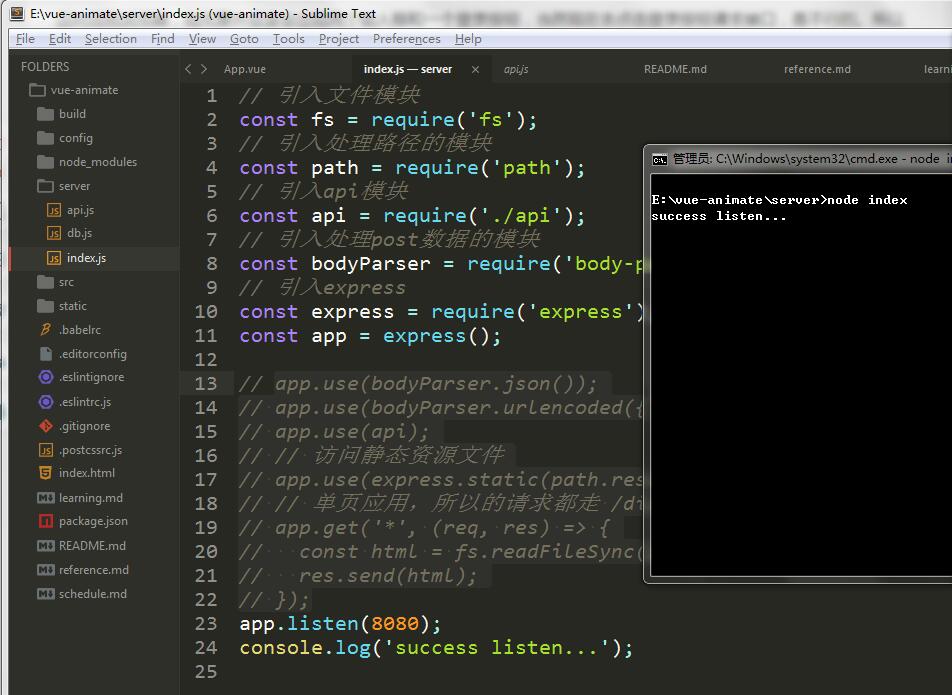 E:\vue-animate\server\index.js (vue-animate) - Sublime Text
File Edit Selection Find View Goto Tools Project Preferences Help
FOLDERS
vue-animate
build
config
node_modules
server
api.js
db.js
index.js
src
static
.babelrc
.editorconfig
.eslintignore
.eslintrc.js
.gitignore
.postcssrc.js
index.html
learning.md
package.json
README.md
reference.md
schedule.md
App.vue index.js — server × api.js README.md reference.md learni
1 // 引入文件模块
2 const fs = require('fs');
3 // 引入处理路径的模块
4 const path = require('path');
5 // 引入api模块
6 const api = require('./api');
7 // 引入处理post数据的模块
8 const bodyParser = require('body-p
9 // 引入express
10 const express = require('express')
11 const app = express();
12
13 // app.use(bodyParser.json());
14 // app.use(bodyParser.urlencoded({
15 // app.use(api);
16 // // 访问静态资源文件
17 // app.use(express.static(path.res
18 // // 单页应用，所以的请求都走 /di
19 // app.get('*', (req, res) => {
20 //   const html = fs.readFileSync(
21 //   res.send(html);
22 // });
23 app.listen(8080);
24 console.log('success listen...');
25
管理员: C:\Windows\system32\cmd.exe - node in
E:\vue-animate\server>node index
success listen...